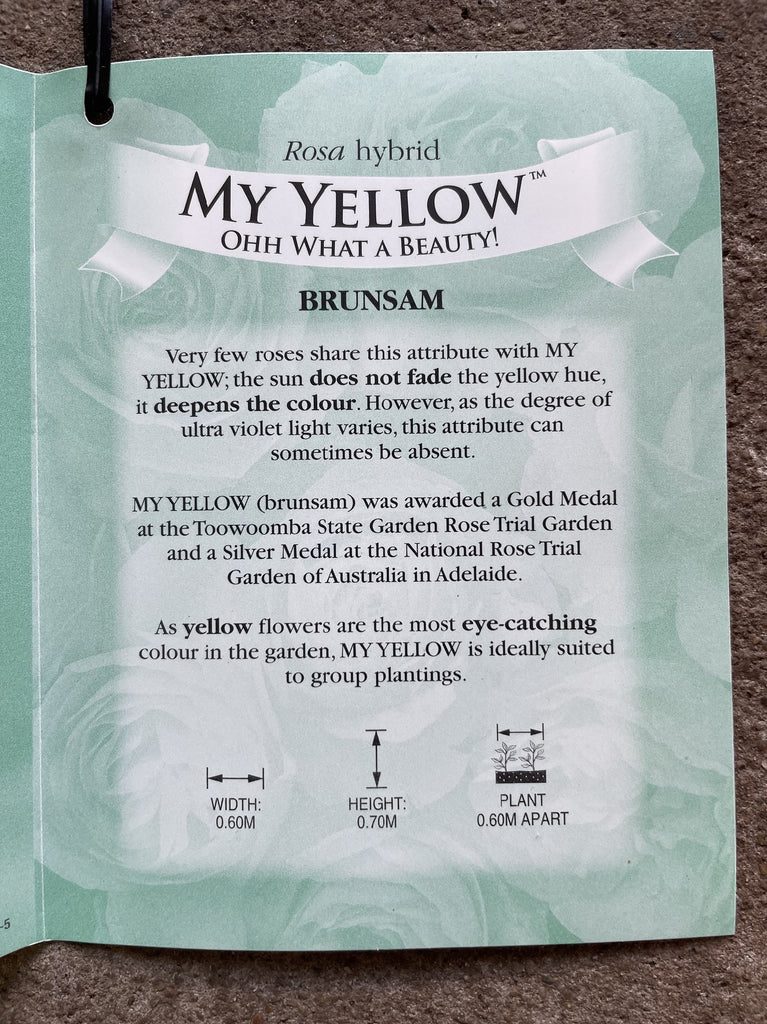 Rosa hybrid
MY YELLOW™
OHH WHAT A BEAUTY!
BRUNSAM
Very few roses share this attribute with MY
YELLOW; the sun does not fade the yellow hue,
it deepens the colour. However, as the degree of
ultra violet light varies, this attribute can
sometimes be absent.
MY YELLOW (brunsam) was awarded a Gold Medal
at the Toowoomba State Garden Rose Trial Garden
and a Silver Medal at the National Rose Trial
Garden of Australia in Adelaide.
As yellow flowers are the most eye-catching
colour in the garden, MY YELLOW is ideally suited
to group plantings.
WIDTH:
0.60M
HEIGHT:
0.70M
PLANT
0.60M APART
-5